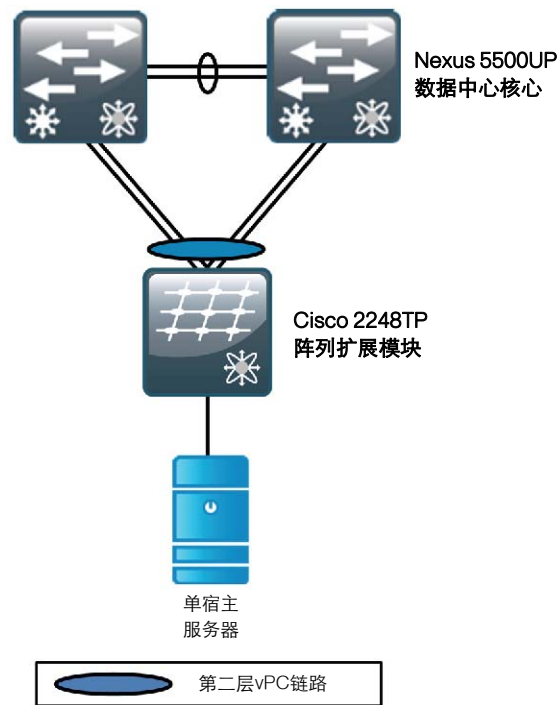 Nexus 5500UP
数据中心核心
Cisco 2248TP
阵列扩展模块
单宿主
服务器
第二层vPC链路